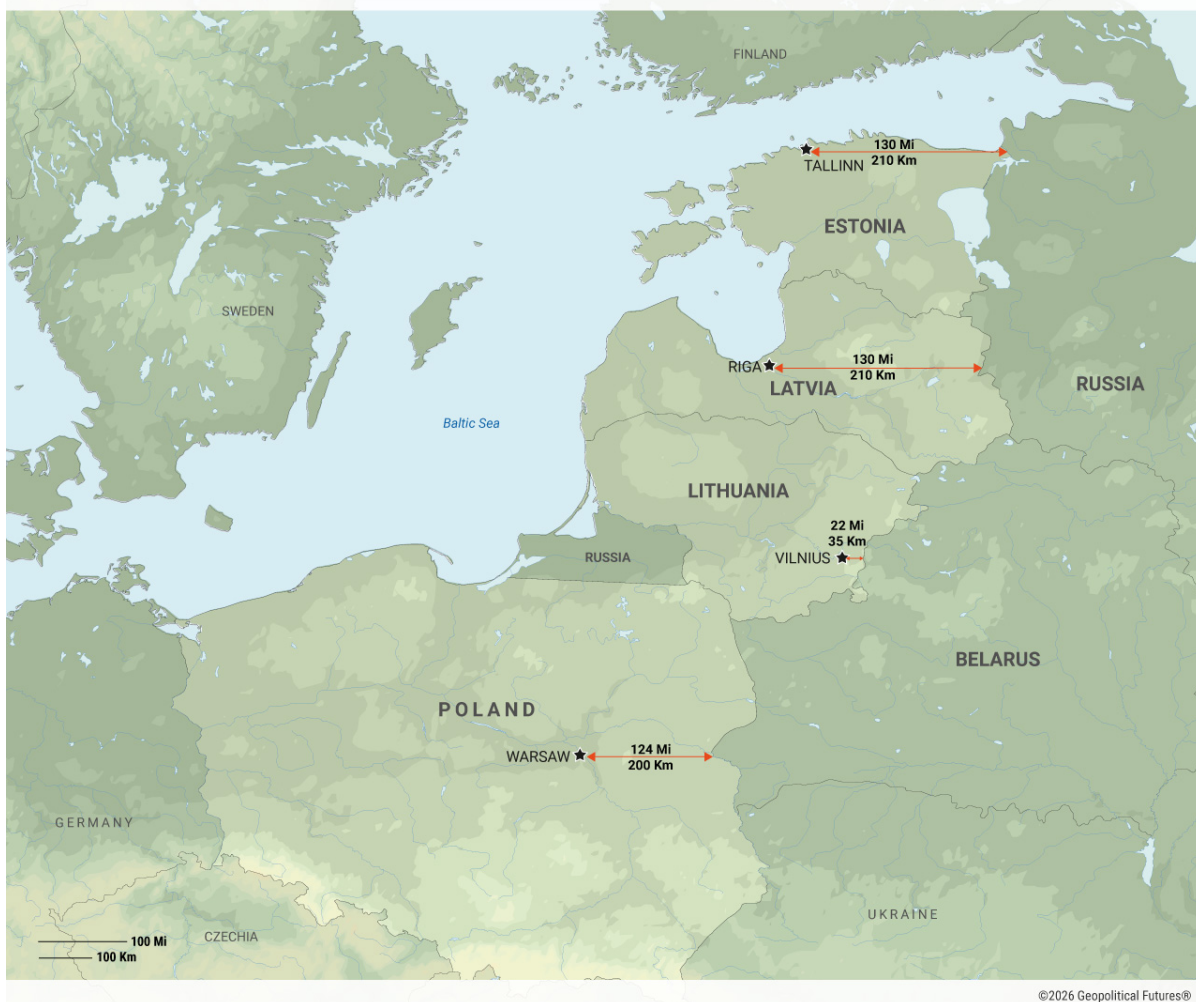 FINLAND
130 Mi
210 Km
TALLINN
ESTONIA
SWEDEN
RIGA
130 Mi
210 Km
LATVIA
RUSSIA
Baltic Sea
LITHUANIA
22 Mi
35 Km
VILNIUS
RUSSIA
BELARUS
POLAND
WARSAW
124 Mi
200 Km
GERMANY
UKRAINE
CZECHIA
100 Mi
100 Km
©2026 Geopolitical Futures®